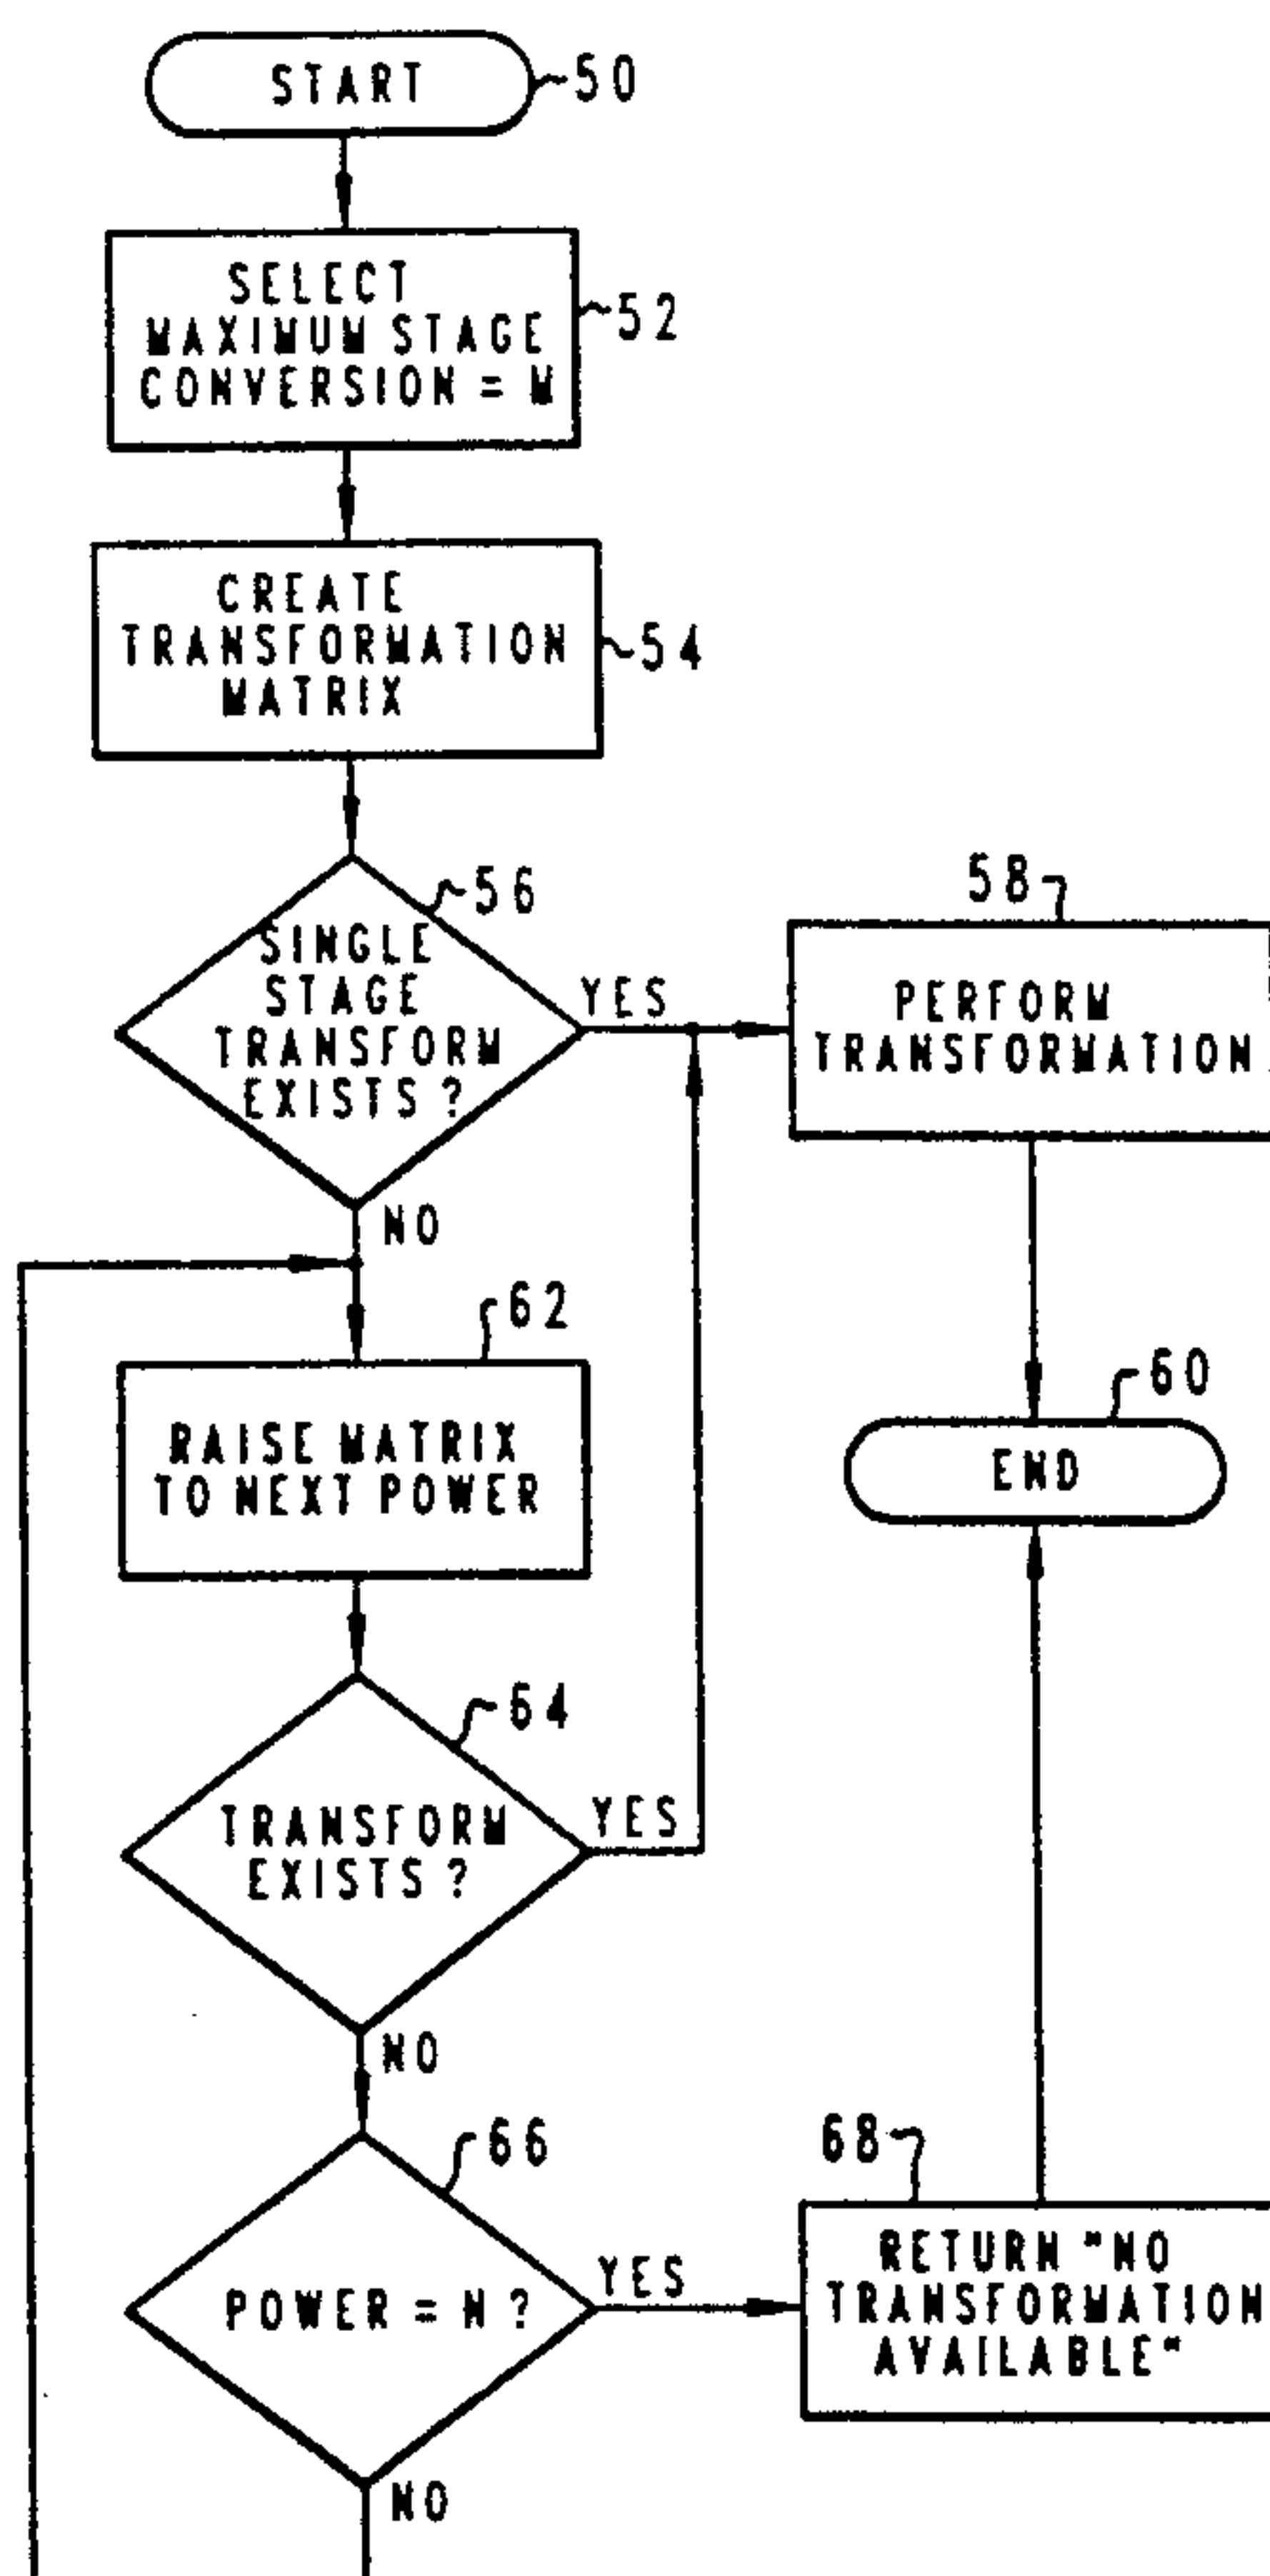 START
50
SELECT
MAXIMUM STAGE
CONVERSION = M
52
CREATE
TRANSFORMATION
MATRIX
54
56
SINGLE
STAGE
TRANSFORM
EXISTS ?
YES
NO
58
PERFORM
TRANSFORMATION
62
RAISE MATRIX
TO NEXT POWER
60
END
64
TRANSFORM
EXISTS ?
YES
NO
66
POWER = N ?
YES
NO
68
RETURN "NO
TRANSFORMATION
AVAILABLE"